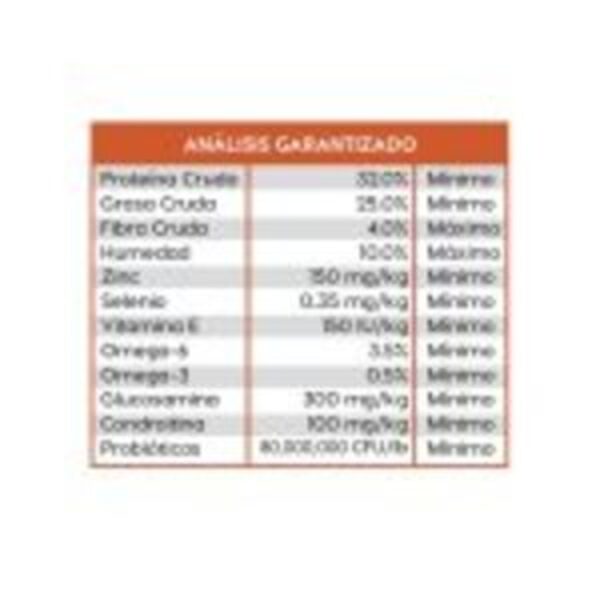 ANÁLISIS GARANTIZADO
Proteína Cruda 32.0% Mínimo
Grasa Cruda 25.0% Mínimo
Fibra Cruda 4.0% Máximo
Humedad 10.0% Máximo
Zinc 150 mg/kg Mínimo
Selenio 0.35 mg/kg Mínimo
Vitamina E 150 IU/kg Mínimo
Omega-6 3.5% Mínimo
Omega-3 0.5% Mínimo
Glucosamina 300 mg/kg Mínimo
Condroitina 100 mg/kg Mínimo
Probióticos CFU/lb Mínimo